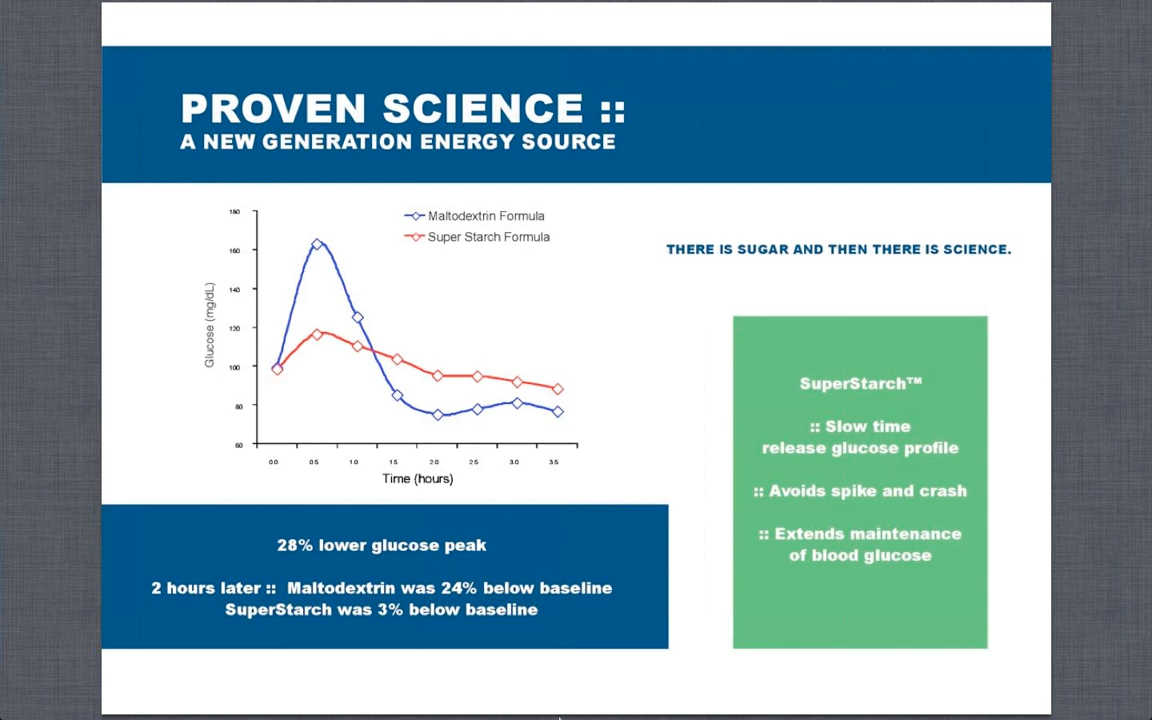 PROVEN SCIENCE ::
A NEW GENERATION ENERGY SOURCE
180
160
140
120
100
80
60
Glucose (mg/dL)
Maltodextrin Formula
Super Starch Formula
0.0 0.5 1.0 1.5 2.0 2.5 3.0 3.5
Time (hours)
THERE IS SUGAR AND THEN THERE IS SCIENCE.
SuperStarch™
:: Slow time
release glucose profile
:: Avoids spike and crash
:: Extends maintenance
of blood glucose
28% lower glucose peak
2 hours later :: Maltodextrin was 24% below baseline
SuperStarch was 3% below baseline